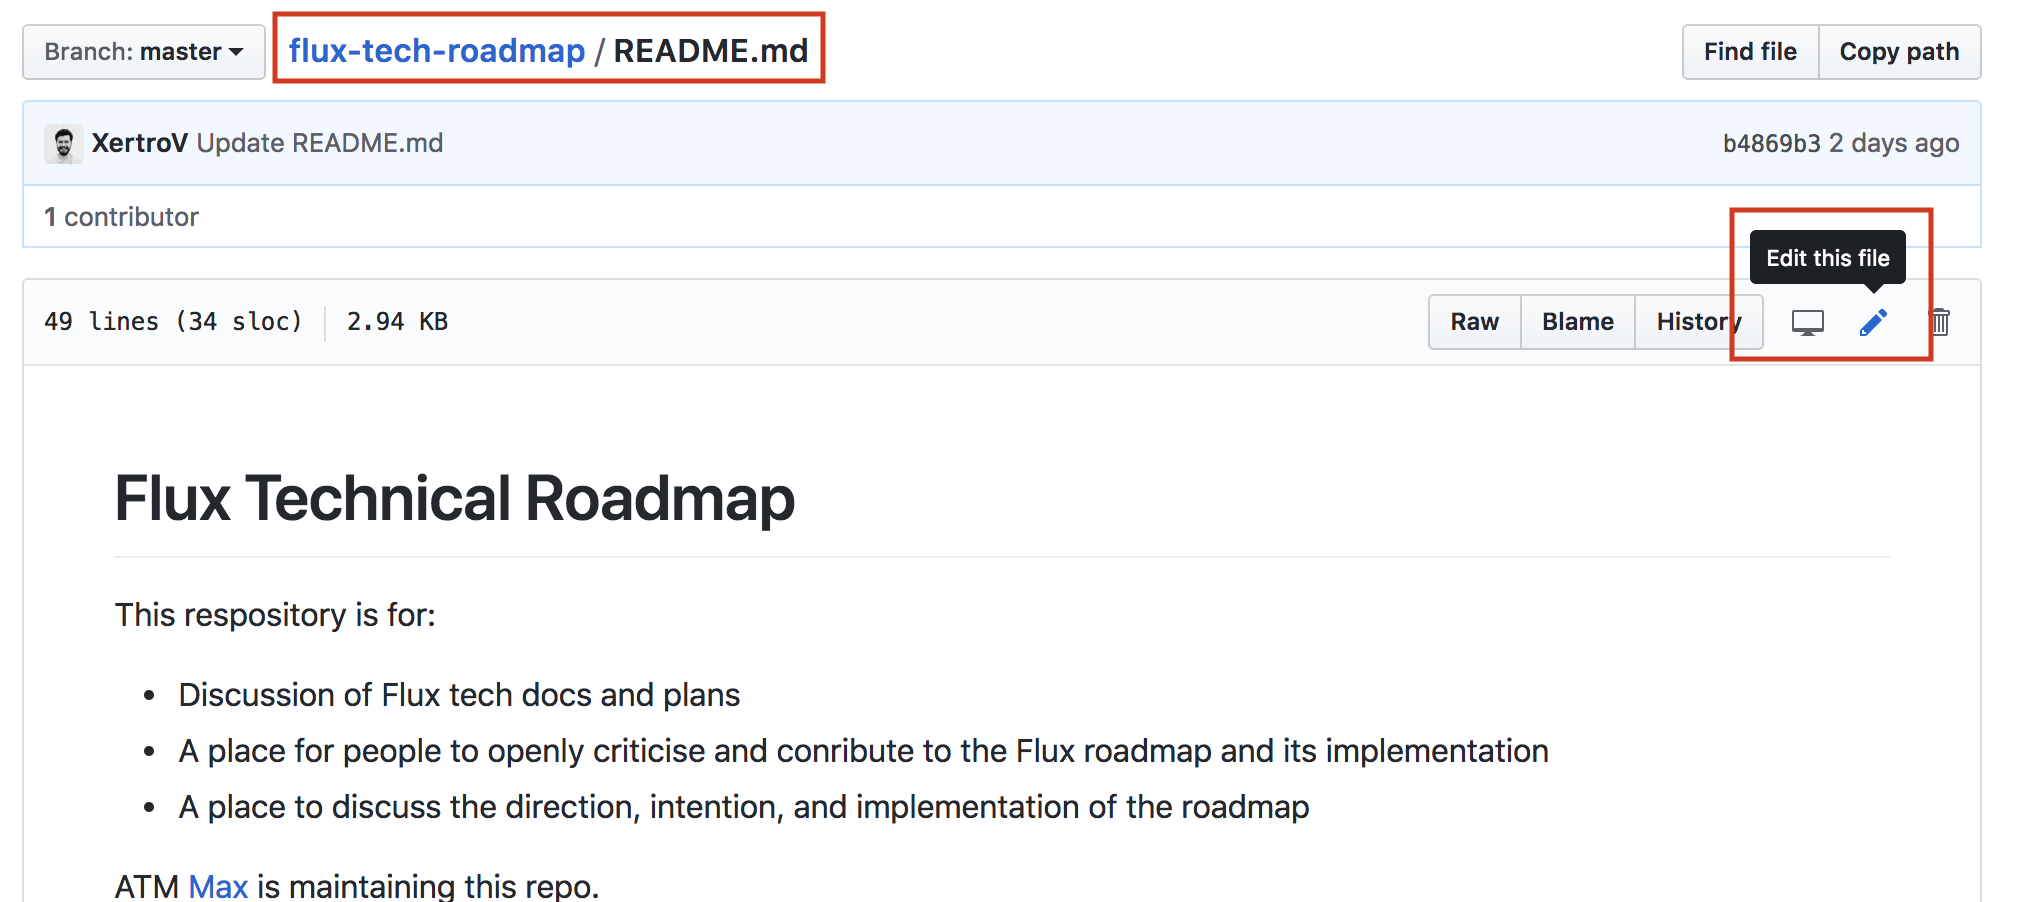 Branch: master
flux-tech-roadmap / README.md
Find file
Copy path
XertroV Update README.md
b4869b3 2 days ago
1 contributor
Edit this file
49 lines (34 sloc)
2.94 KB
Raw
Blame
History
Flux Technical Roadmap
This respository is for:
• Discussion of Flux tech docs and plans
• A place for people to openly criticise and conribute to the Flux roadmap and its implementation
• A place to discuss the direction, intention, and implementation of the roadmap
ATM Max is maintaining this repo.